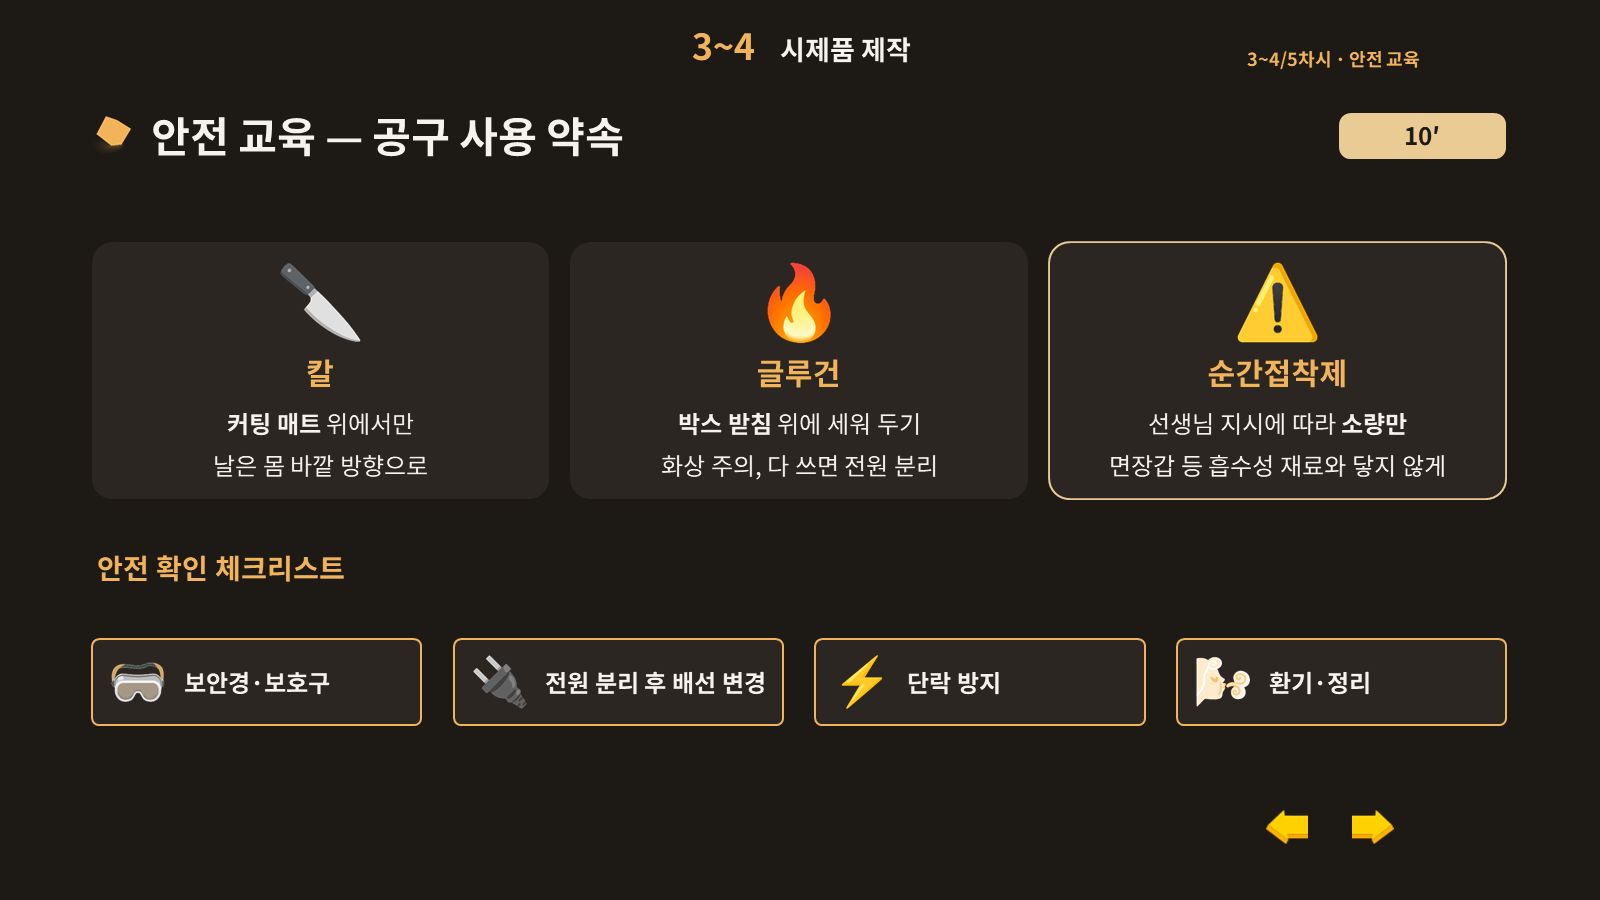 3~4 시제품 제작
3~4/5차시 · 안전 교육
안전 교육 — 공구 사용 약속
10′
칼
커팅 매트 위에서만
날은 몸 바깥 방향으로
글루건
박스 받침 위에 세워 두기
화상 주의, 다 쓰면 전원 분리
순간접착제
선생님 지시에 따라 소량만
면장갑 등 흡수성 재료와 닿지 않게
안전 확인 체크리스트
보안경·보호구
전원 분리 후 배선 변경
단락 방지
환기·정리